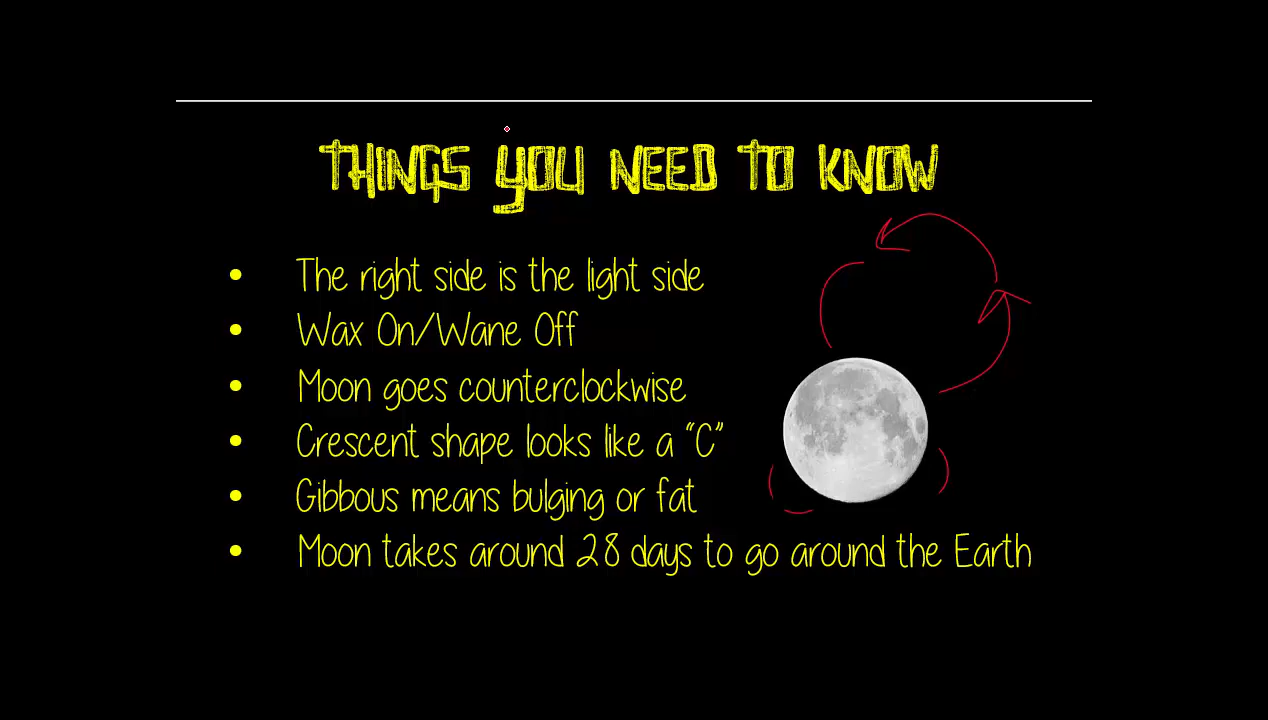 THINGS YOU NEED TO KNOW
• The right side is the light side
• Wax On/Wane Off
• Moon goes counterclockwise
• Crescent shape looks like a “C”
• Gibbous means bulging or fat
• Moon takes around 28 days to go around the Earth